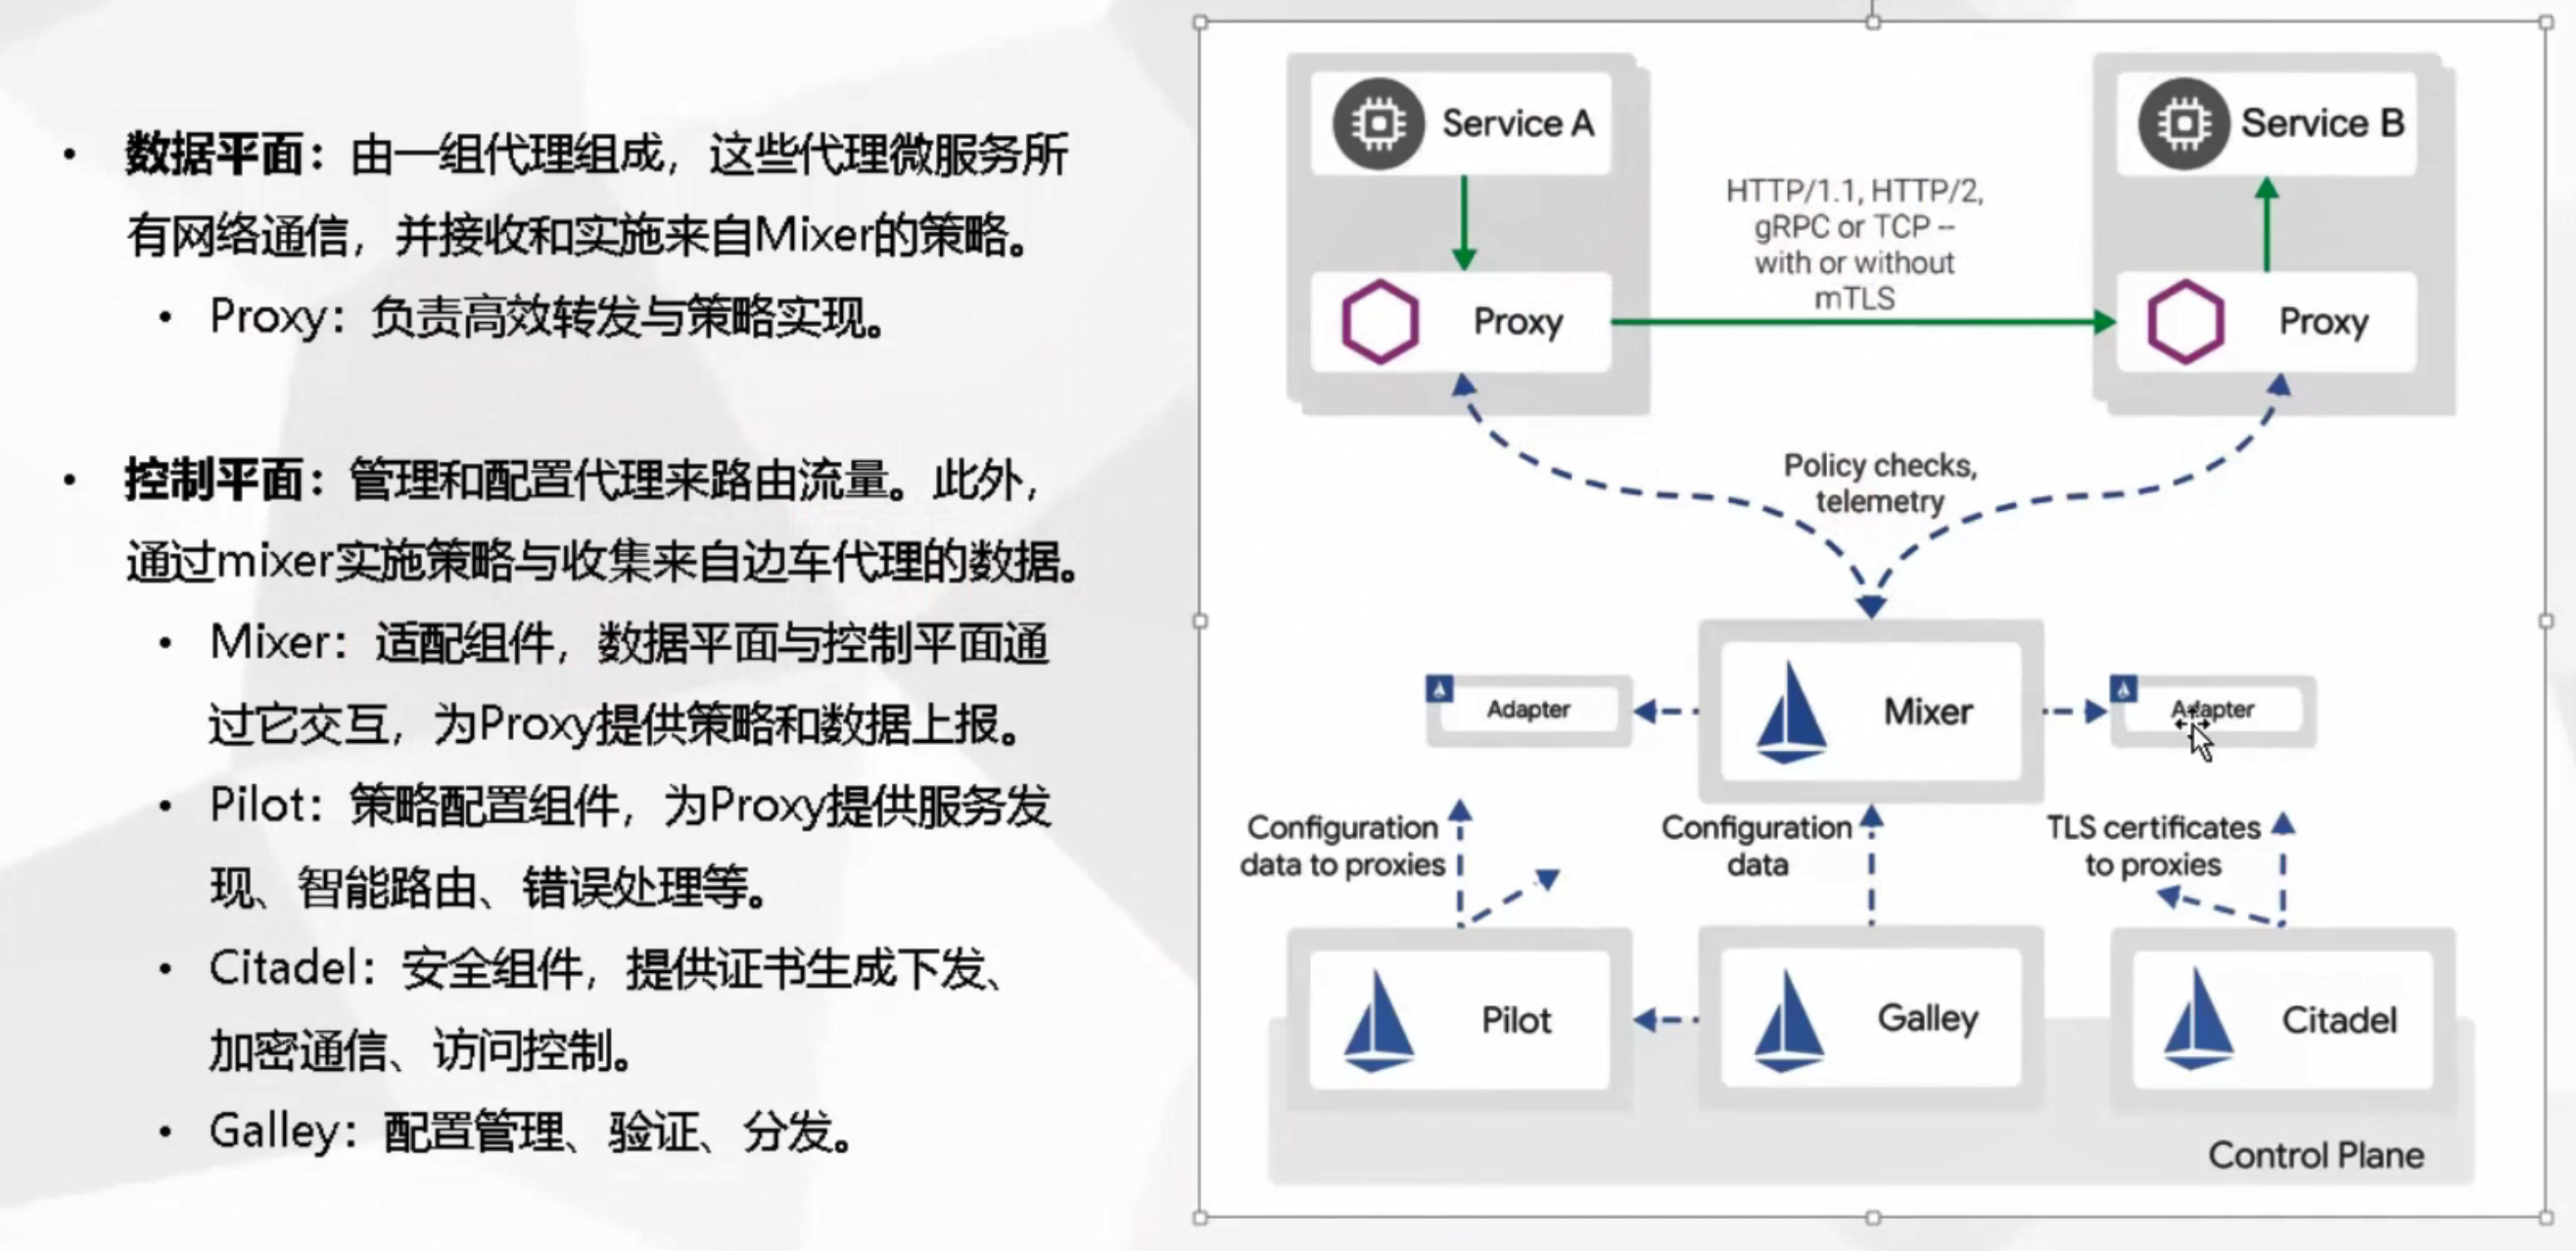 • 数据平面：由一组代理组成，这些代理微服务所
有网络通信，并接收和实施来自Mixer的策略。
• Proxy：负责高效转发与策略实现。
• 控制平面：管理和配置代理来路由流量。此外，
通过mixer实施策略与收集来自边车代理的数据。
• Mixer：适配组件，数据平面与控制平面通
过它交互，为Proxy提供策略和数据上报。
• Pilot：策略配置组件，为Proxy提供服务发
现、智能路由、错误处理等。
• Citadel：安全组件，提供证书生成下发、
加密通信、访问控制。
• Galley：配置管理、验证、分发。
Service A
Service B
HTTP/1.1, HTTP/2,
gRPC or TCP --
with or without
mTLS
Proxy
Proxy
Policy checks,
telemetry
Adapter
Mixer
Adapter
Configuration
data to proxies
Configuration
data
TLS certificates
to proxies
Pilot
Galley
Citadel
Control Plane